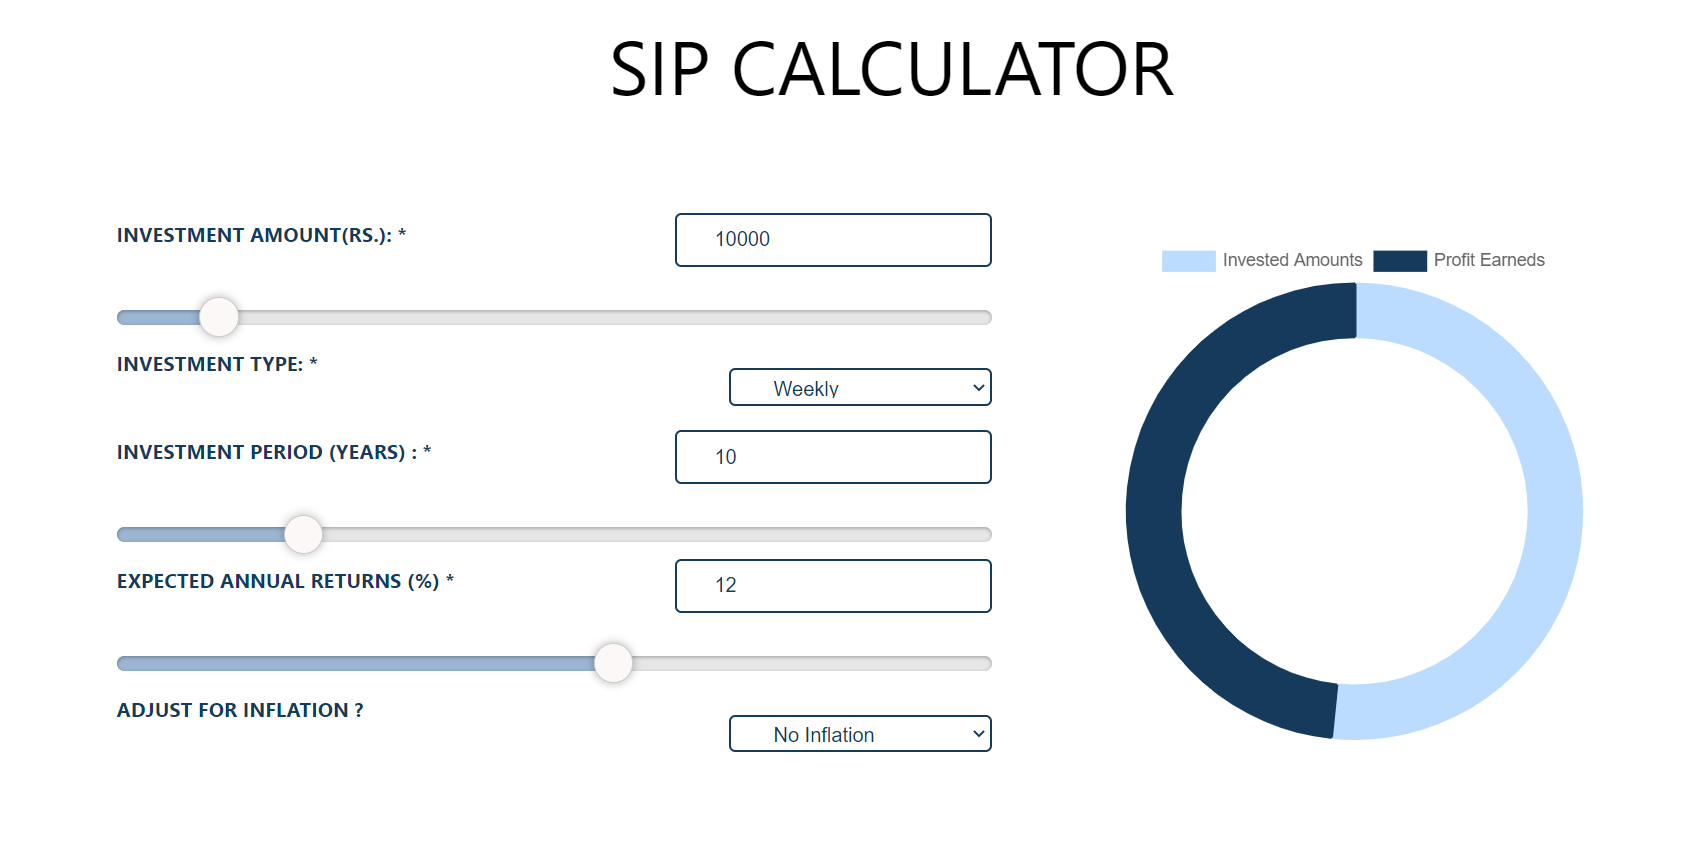 SIP CALCULATOR
INVESTMENT AMOUNT(RS.): *
10000
INVESTMENT TYPE: *
Weekly
INVESTMENT PERIOD (YEARS) : *
10
EXPECTED ANNUAL RETURNS (%) *
12
ADJUST FOR INFLATION ?
No Inflation
Invested Amounts
Profit Earneds